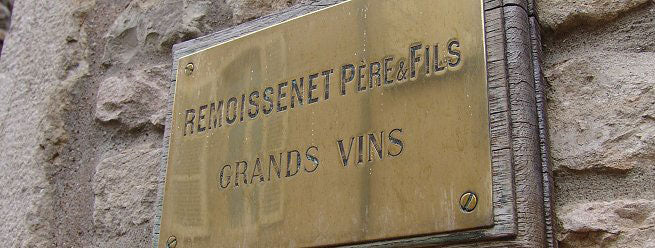 REMOISSENET PÈRE & FILS
GRANDS VINS